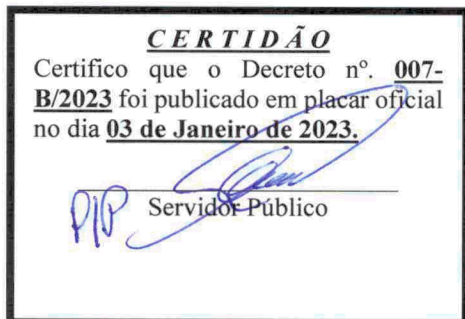 CERTIDÃO
Certifico que o Decreto nº. 007-
B/2023 foi publicado em placar oficial
no dia 03 de Janeiro de 2023.
P/P Servidor Público